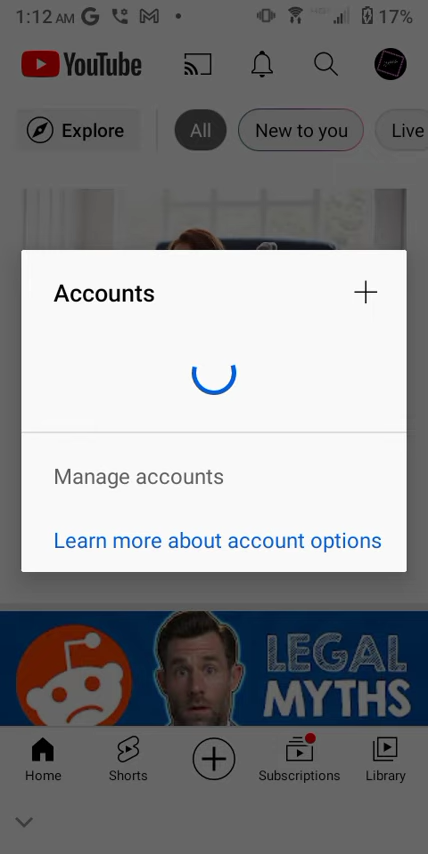 1:12 AM
17%
YouTube
Explore
All
New to you
Live
Accounts
Manage accounts
Learn more about account options
LEGAL
MYTHS
Home
Shorts
Subscriptions
Library